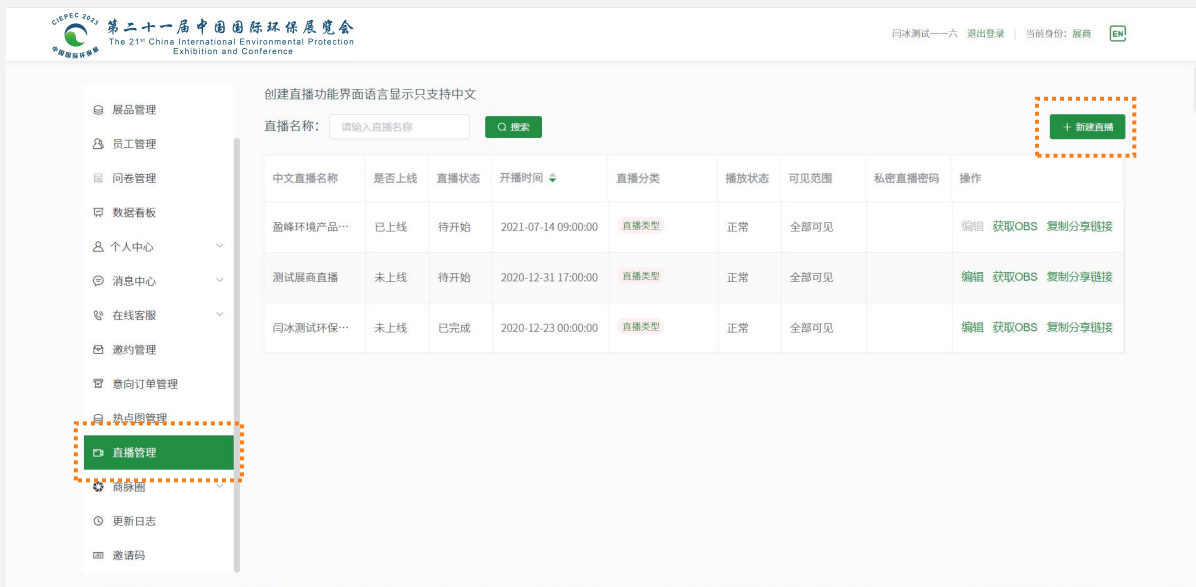 CIEPEC 2023
中国国际环保展
第二十一届中国国际环保展览会
The 21st China International Environmental Protection
Exhibition and Conference
闫冰测试——六 退出登录 当前身份：展商 EN
展品管理
员工管理
问卷管理
数据看板
个人中心
消息中心
在线客服
邀约管理
意向订单管理
热点图管理
直播管理
商脉圈
更新日志
邀请码
创建直播功能界面语言显示只支持中文
直播名称： 请输入直播名称 搜索 + 新建直播
中文直播名称 是否上线 直播状态 开播时间 直播分类 播放状态 可见范围 私密直播密码 操作
盈峰环境产品… 已上线 待开始 2021-07-14 09:00:00 直播类型 正常 全部可见 编辑 获取OBS 复制分享链接
测试展商直播 未上线 待开始 2020-12-31 17:00:00 直播类型 正常 全部可见 编辑 获取OBS 复制分享链接
闫冰测试环保… 未上线 已完成 2020-12-23 00:00:00 直播类型 正常 全部可见 编辑 获取OBS 复制分享链接